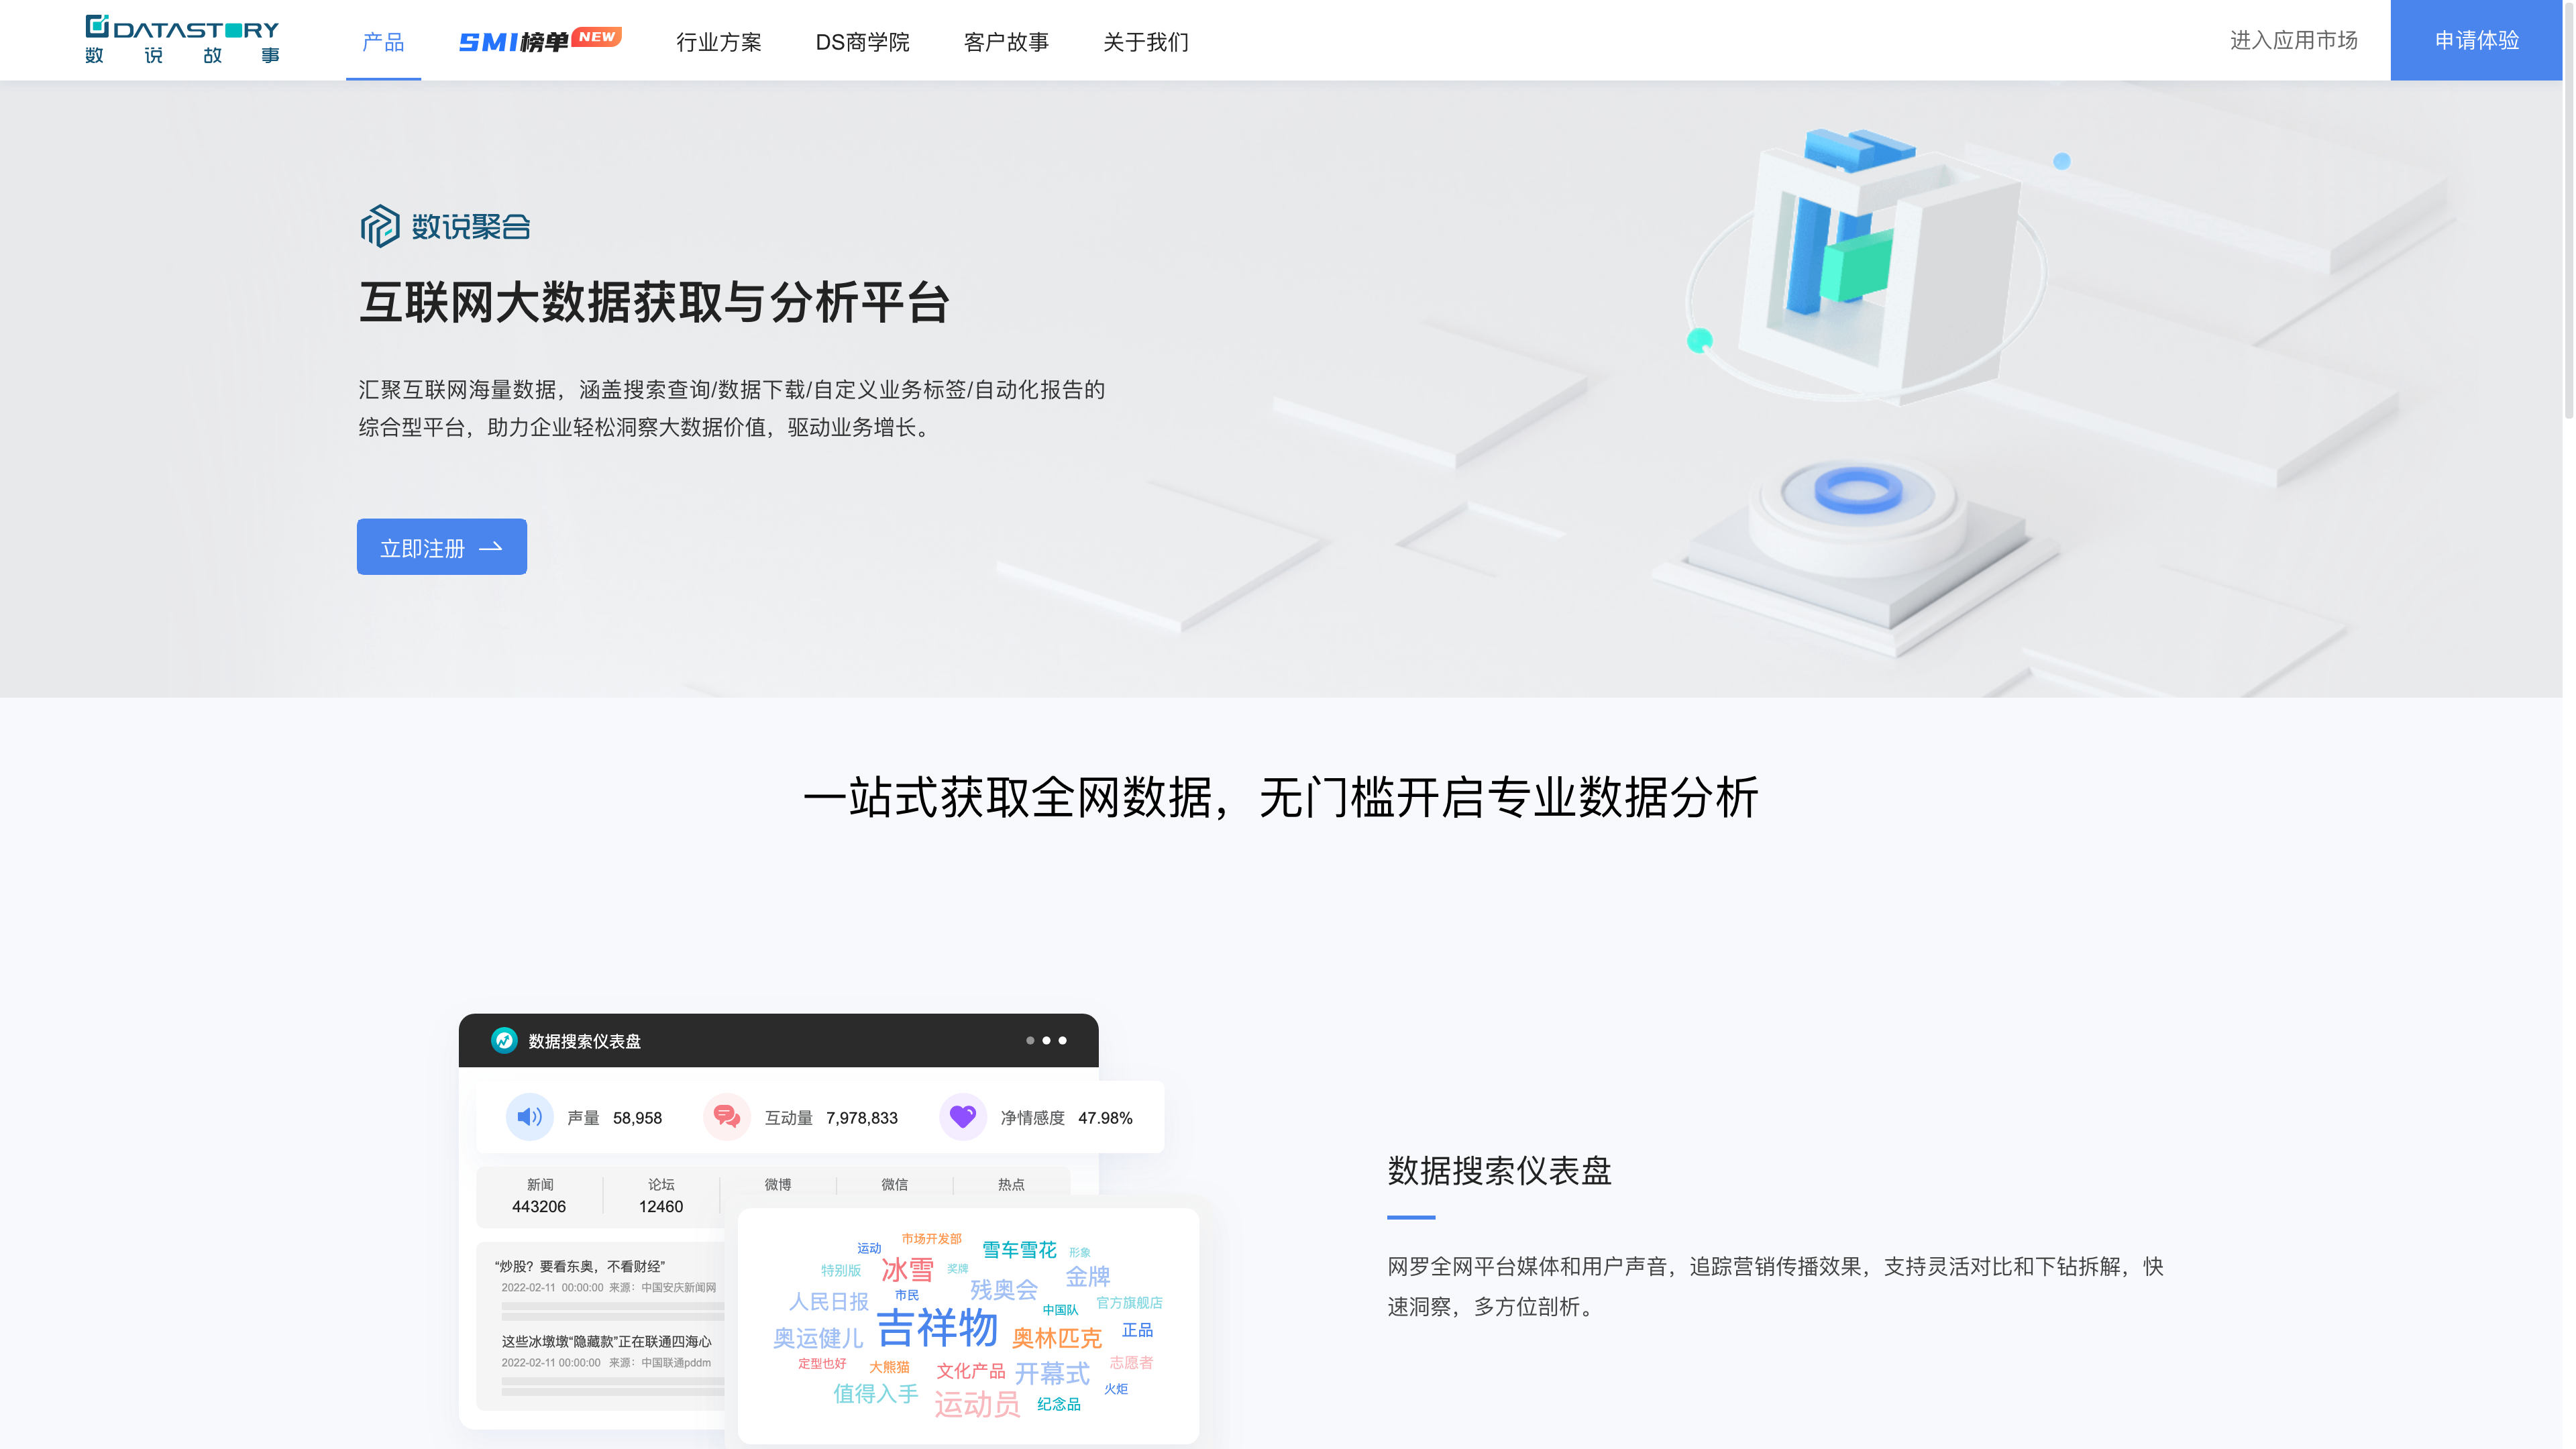 DATASTORY
数说故事
产品
SMI榜单 NEW
行业方案
DS商学院
客户故事
关于我们
进入应用市场
申请体验
数说聚合
互联网大数据获取与分析平台
汇聚互联网海量数据，涵盖搜索查询/数据下载/自定义业务标签/自动化报告的
综合型平台，助力企业轻松洞察大数据价值，驱动业务增长。
立即注册
一站式获取全网数据，无门槛开启专业数据分析
数据搜索仪表盘
声量 58,958
互动量 7,978,833
净情感度 47.98%
新闻 论坛 微博 微信 热点
443206 12460
“炒股？要看东奥，不看财经”
2022-02-11 00:00:00 来源：中国安庆新闻网
这些冰墩墩“隐藏款”正在联通四海心
2022-02-11 00:00:00 来源：中国联通pddm
市场开发部
运动
雪车雪花
形象
特别版
冰雪
奖牌
残奥会
金牌
人民日报
市民
中国队
官方旗舰店
奥运健儿
吉祥物
奥林匹克
正品
定型也好
大熊猫
文化产品
开幕式
志愿者
值得入手
运动员
纪念品
火炬
数据搜索仪表盘
网罗全网平台媒体和用户声音，追踪营销传播效果，支持灵活对比和下钻拆解，快
速洞察，多方位剖析。